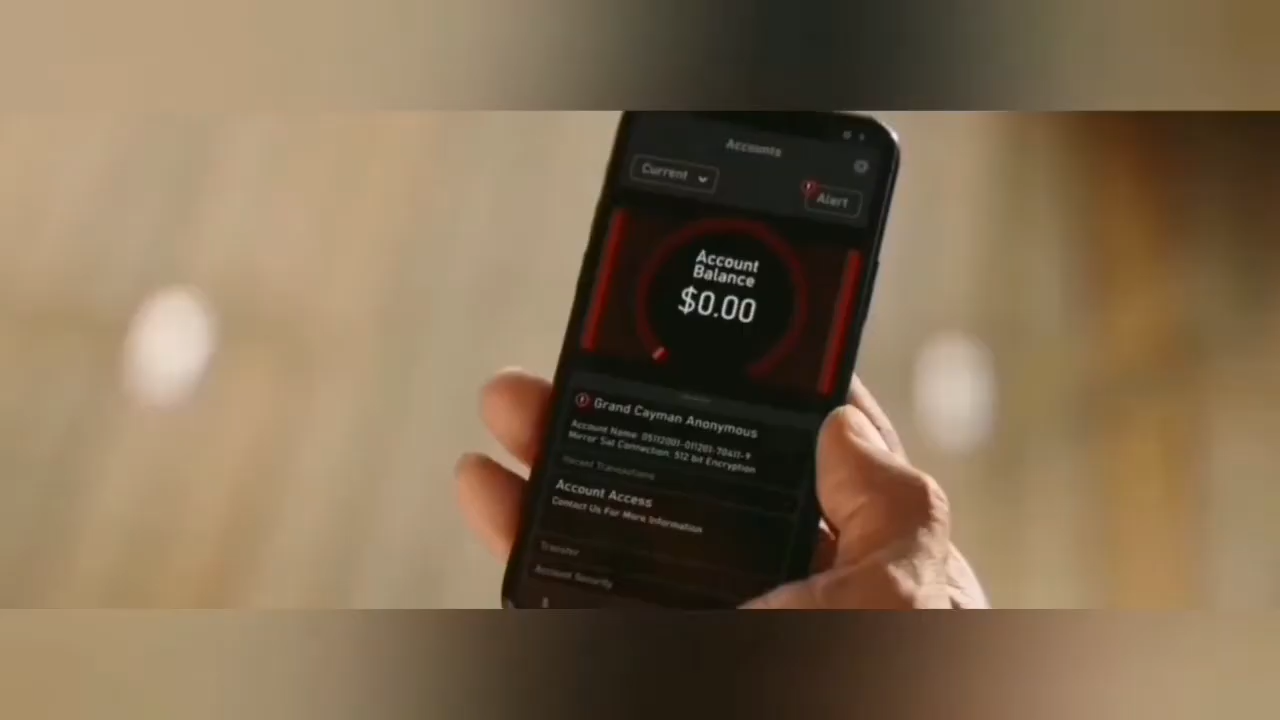 Accounts
Current
Alert
Account
Balance
$0.00
Grand Cayman Anonymous
Account Name: 05112001-011201-70411-9
Mirror Sat Connection. 512 bit Encryption
Recent Transactions
Account Access
Contact Us For More Information
Transfer
Account Security